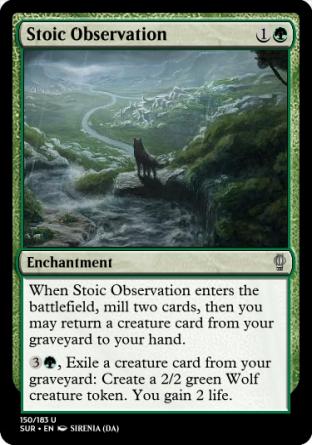 Stoic Observation 1
Enchantment
When Stoic Observation enters the
battlefield, mill two cards, then you
may return a creature card from your
graveyard to your hand.
3, Exile a creature card from your
graveyard: Create a 2/2 green Wolf
creature token. You gain 2 life.
150/183 U
SUR • EN SIRENIA (DA)